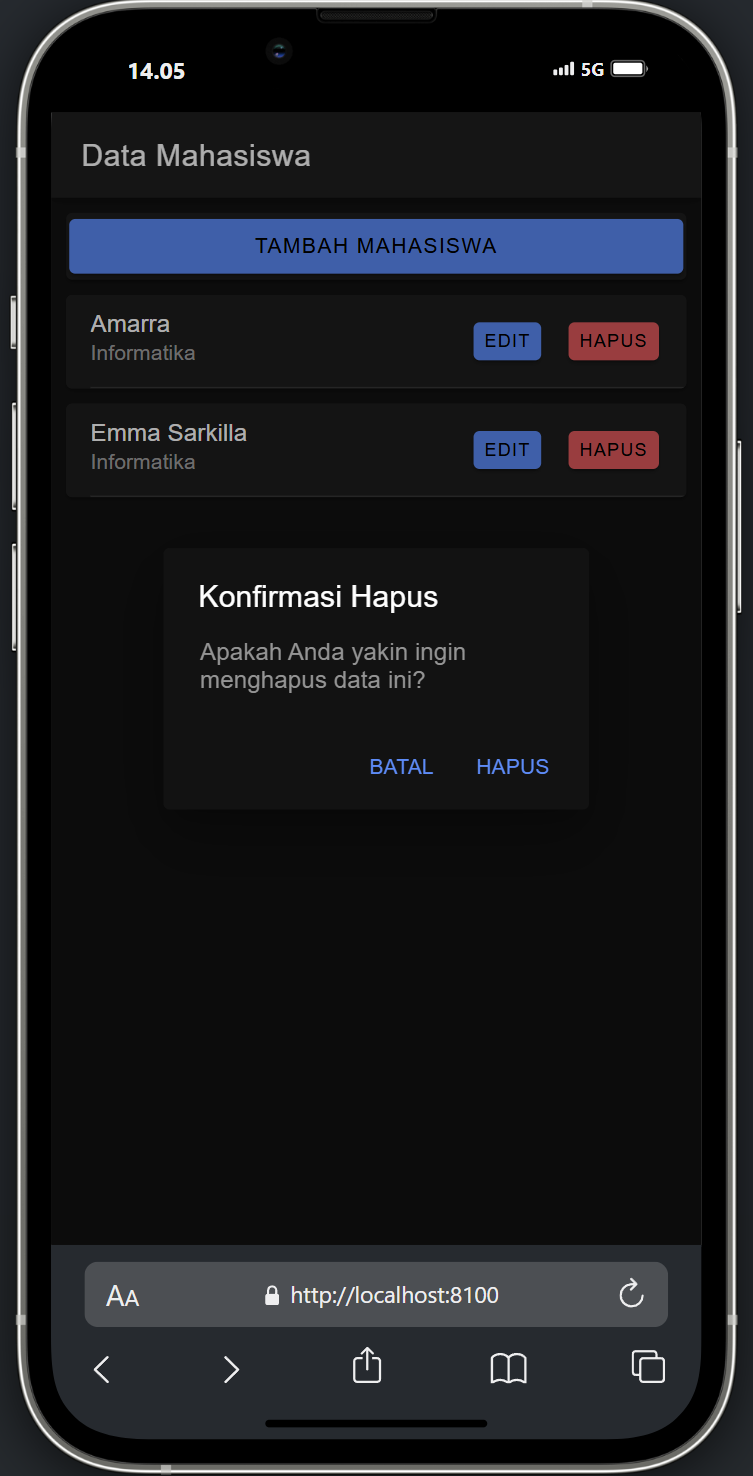 14.05
5G
Data Mahasiswa
TAMBAH MAHASISWA
Amarra
Informatika
EDIT
HAPUS
Emma Sarkilla
Informatika
EDIT
HAPUS
Konfirmasi Hapus
Apakah Anda yakin ingin
menghapus data ini?
BATAL
HAPUS
AA
http://localhost:8100